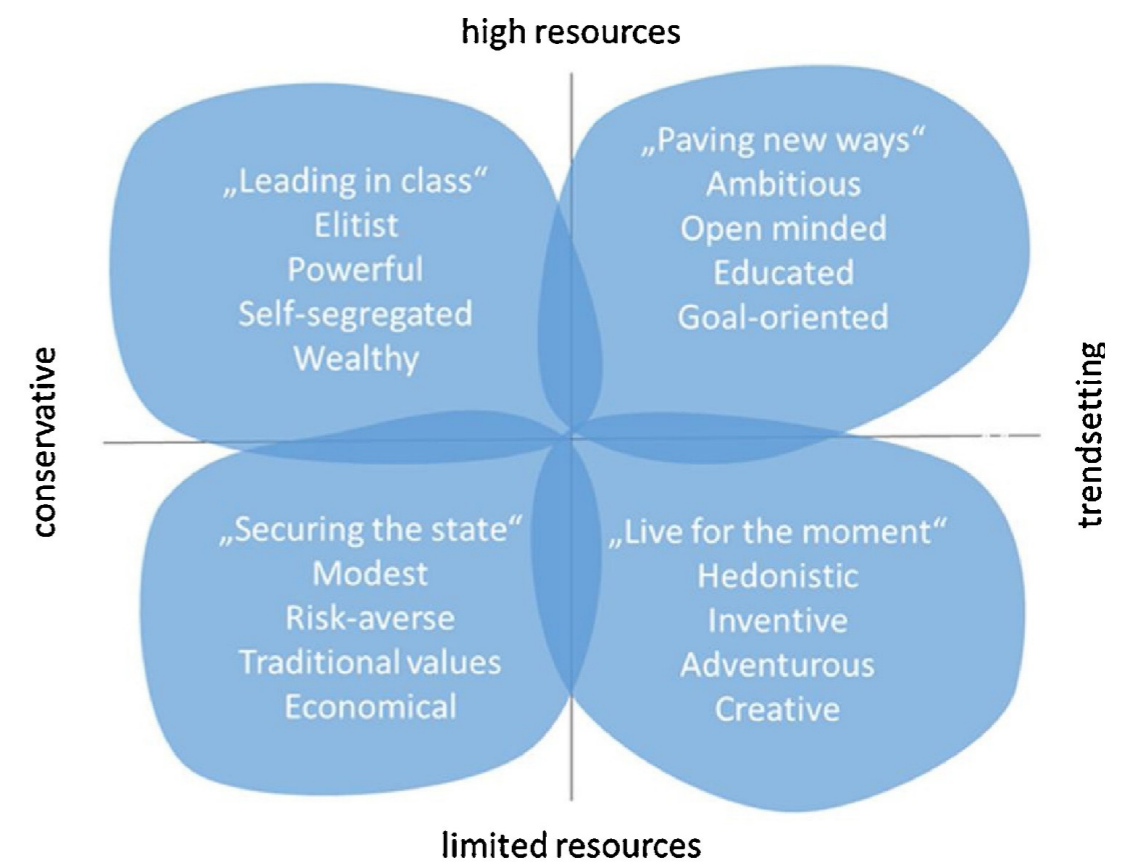 high resources
„Leading in class“
Elitist
Powerful
Self-segregated
Wealthy
„Paving new ways“
Ambitious
Open minded
Educated
Goal-oriented
conservative
trendsetting
„Securing the state“
Modest
Risk-averse
Traditional values
Economical
„Live for the moment“
Hedonistic
Inventive
Adventurous
Creative
limited resources